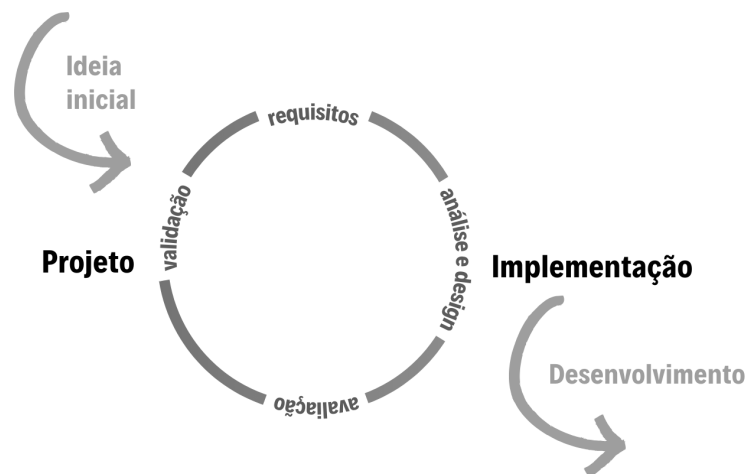 Ideia
inicial
requisitos
validação
análise e design
Projeto
Implementação
Desenvolvimento
avaliação